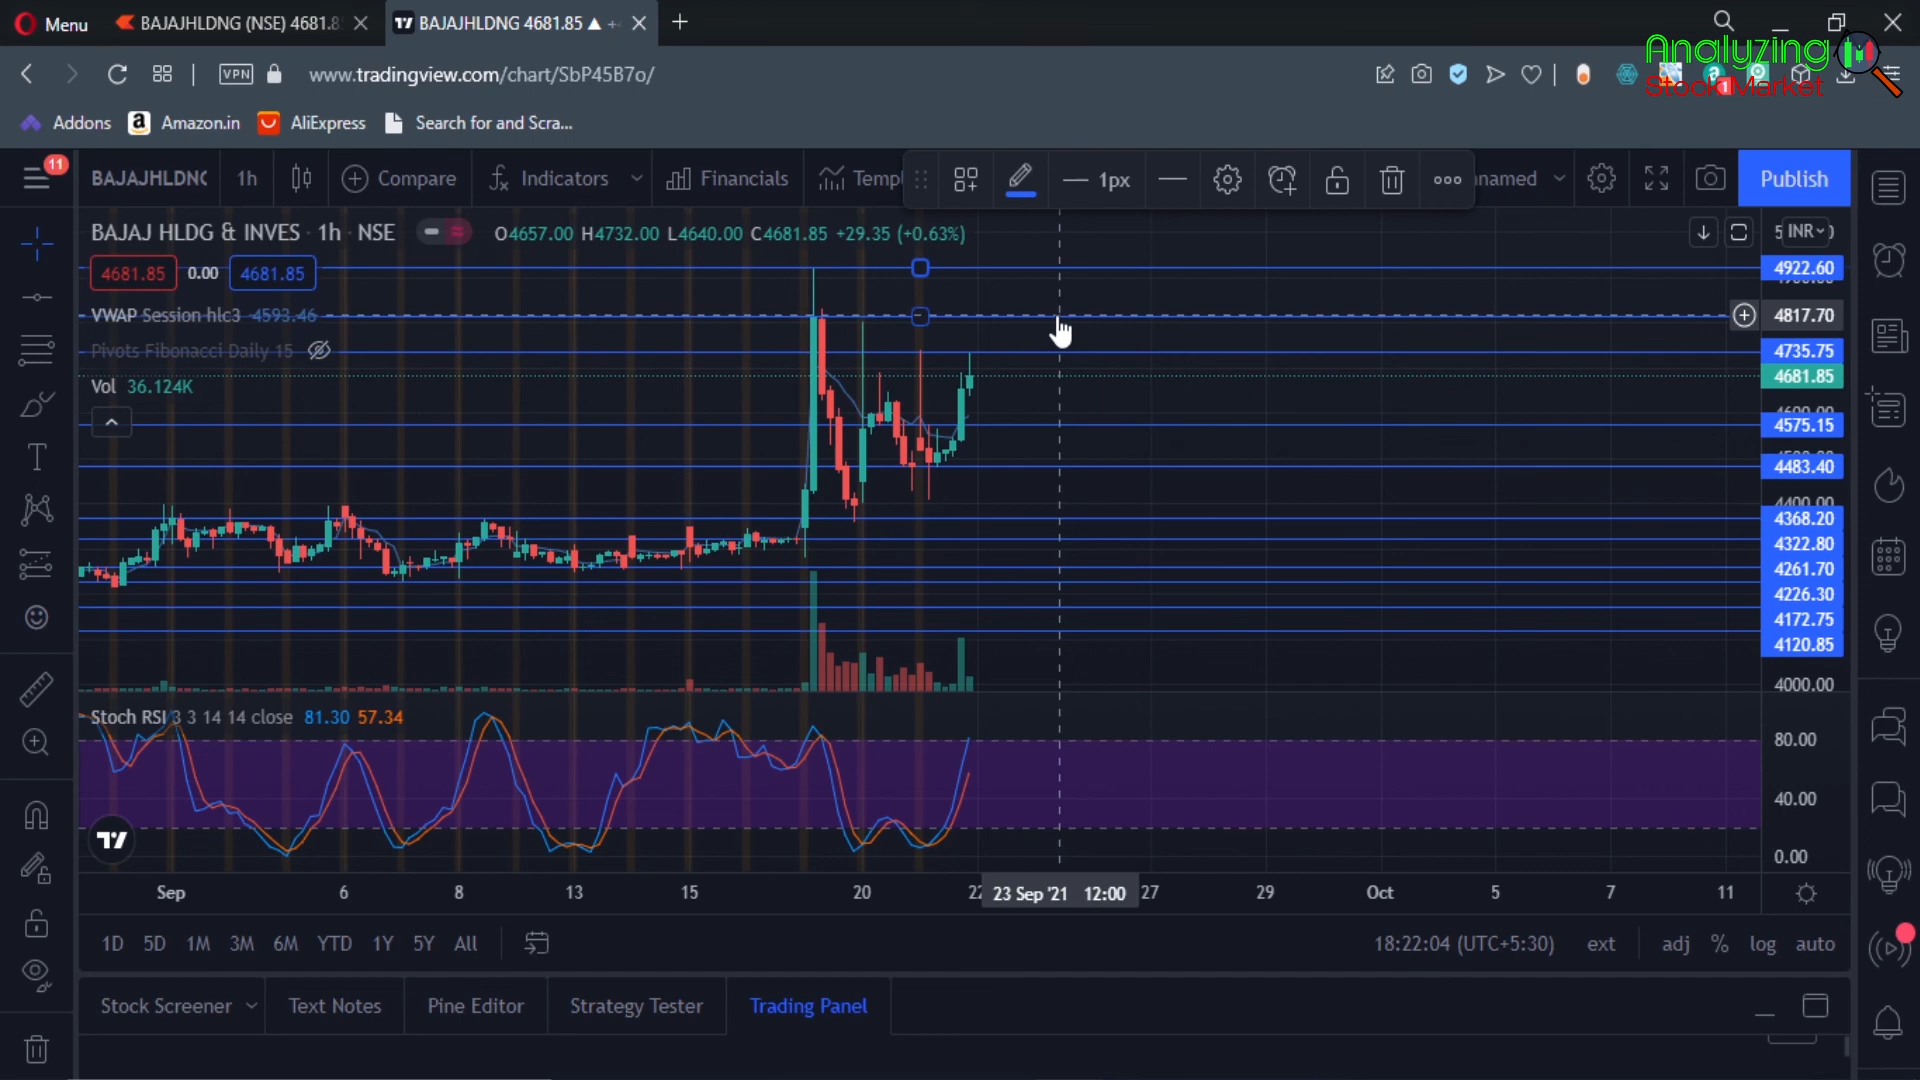 Menu
BAJAJHLDNG (NSE) 4681.8
BAJAJHLDNG 4681.85 ▲
Analyzing
Stock Market
VPN
www.tradingview.com/chart/SbP45B7o/
1
Addons
Amazon.in
AliExpress
Search for and Scra...
11
BAJAJHLDNG
1h
Compare
Indicators
Financials
Templ
1px
named
Publish
BAJAJ HLDG & INVES · 1h · NSE
O4657.00 H4732.00 L4640.00 C4681.85 +29.35 (+0.63%)
INR
4681.85
0.00
4681.85
4922.60
VWAP Session hlc3 4593.46
4817.70
Pivots Fibonacci Daily 15
4735.75
4681.85
Vol 36.124K
4575.15
4483.40
4400.00
4368.20
4322.80
4261.70
4226.30
4172.75
4120.85
4000.00
Stoch RSI 3 3 14 14 close 81.30 57.34
80.00
40.00
0.00
Sep
6
8
13
15
20
22
23 Sep '21 12:00
27
29
Oct
5
7
11
1D
5D
1M
3M
6M
YTD
1Y
5Y
All
18:22:04 (UTC+5:30)
ext
adj
%
log
auto
Stock Screener
Text Notes
Pine Editor
Strategy Tester
Trading Panel